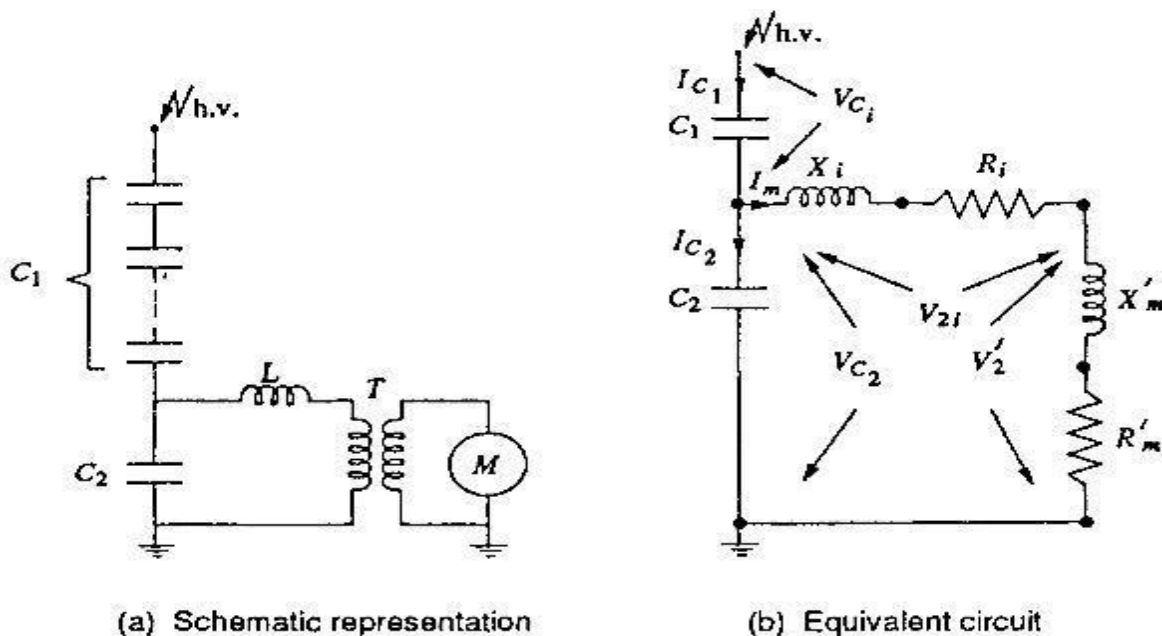 h.v.
C1
L
T
C2
M
(a) Schematic representation
h.v.
IC1
VCi
C1
Xi
Ri
Im
IC2
C2
V2i
X'm
VC2
V'2
R'm
(b) Equivalent circuit